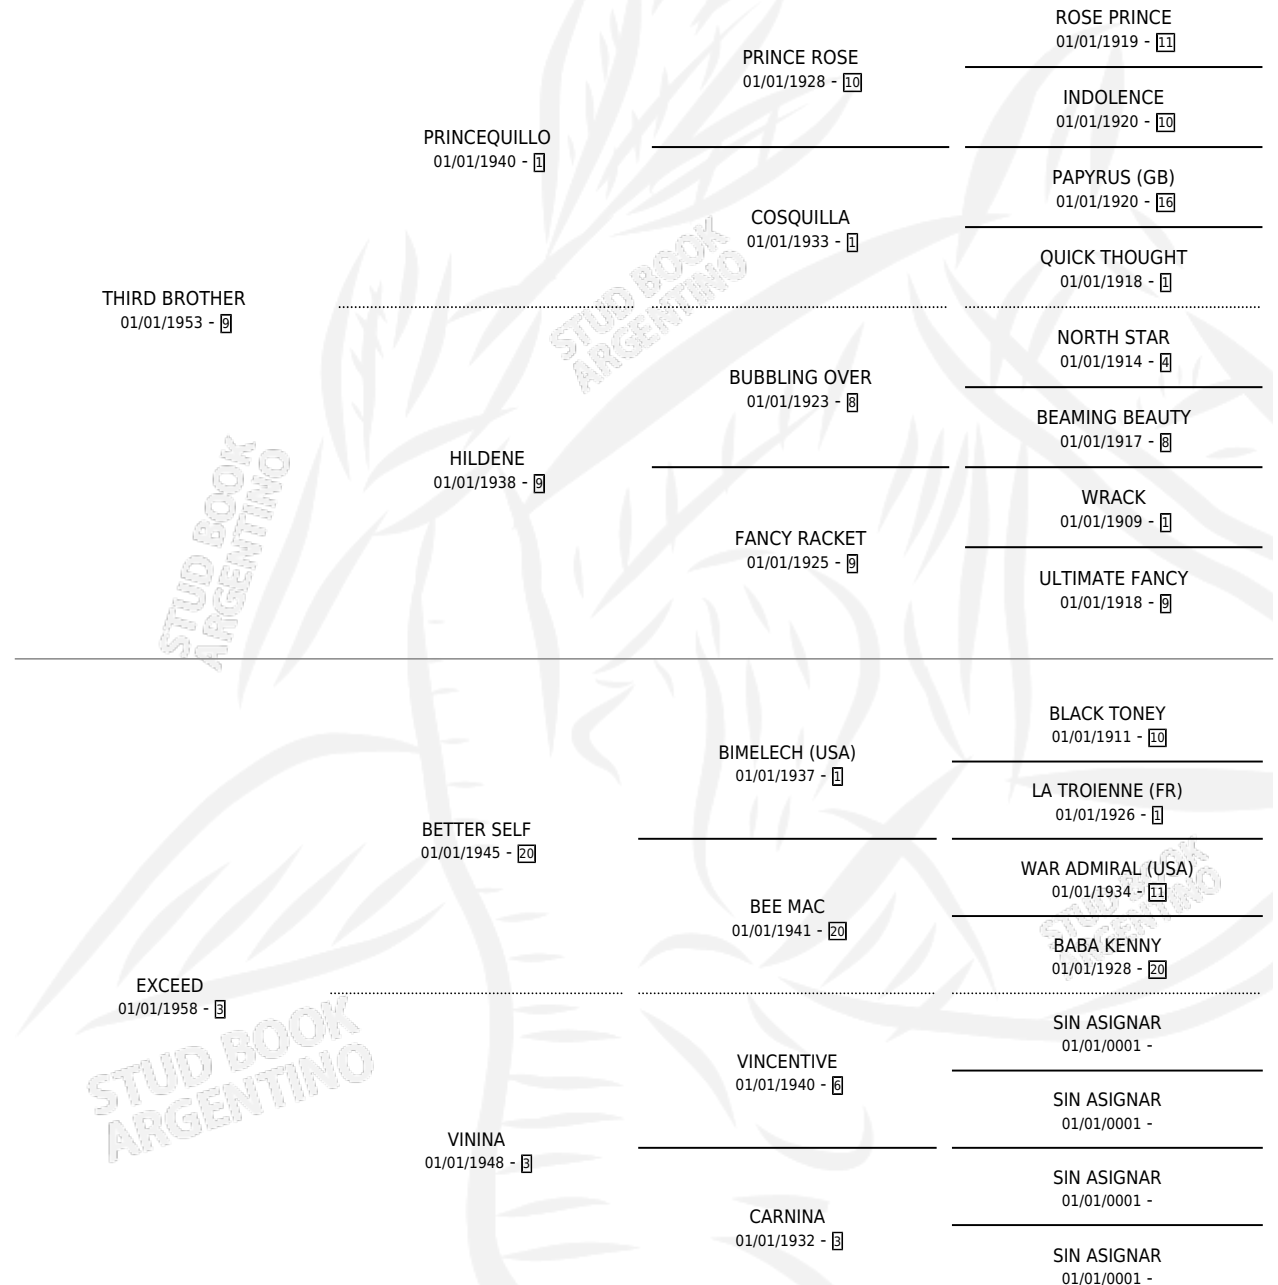 ROSE PRINCE
01/01/1919 - 11
PRINCE ROSE
01/01/1928 - 10
INDOLENCE
01/01/1920 - 10
PRINCEQUILLO
01/01/1940 - 1
PAPYRUS (GB)
01/01/1920 - 16
COSQUILLA
01/01/1933 - 1
QUICK THOUGHT
01/01/1918 - 1
THIRD BROTHER
01/01/1953 - 9
STUD BOOK
ARGENTINO
NORTH STAR
01/01/1914 - 4
BUBBLING OVER
01/01/1923 - 8
BEAMING BEAUTY
01/01/1917 - 8
HILDENE
01/01/1938 - 9
WRACK
01/01/1909 - 1
FANCY RACKET
01/01/1925 - 9
ULTIMATE FANCY
01/01/1918 - 9
STUD BOOK
ARGENTINO
BLACK TONEY
01/01/1911 - 10
BIMELECH (USA)
01/01/1937 - 1
LA TROIENNE (FR)
01/01/1926 - 1
BETTER SELF
01/01/1945 - 20
WAR ADMIRAL (USA)
01/01/1934 - 11
BEE MAC
01/01/1941 - 20
BABA KENNY
01/01/1928 - 20
STUD BOOK
ARGENTINO
EXCEED
01/01/1958 - 3
SIN ASIGNAR
01/01/0001 -
VINCENTIVE
01/01/1940 - 6
SIN ASIGNAR
01/01/0001 -
STUD BOOK
ARGENTINO
VININA
01/01/1948 - 3
SIN ASIGNAR
01/01/0001 -
CARNINA
01/01/1932 - 3
SIN ASIGNAR
01/01/0001 -